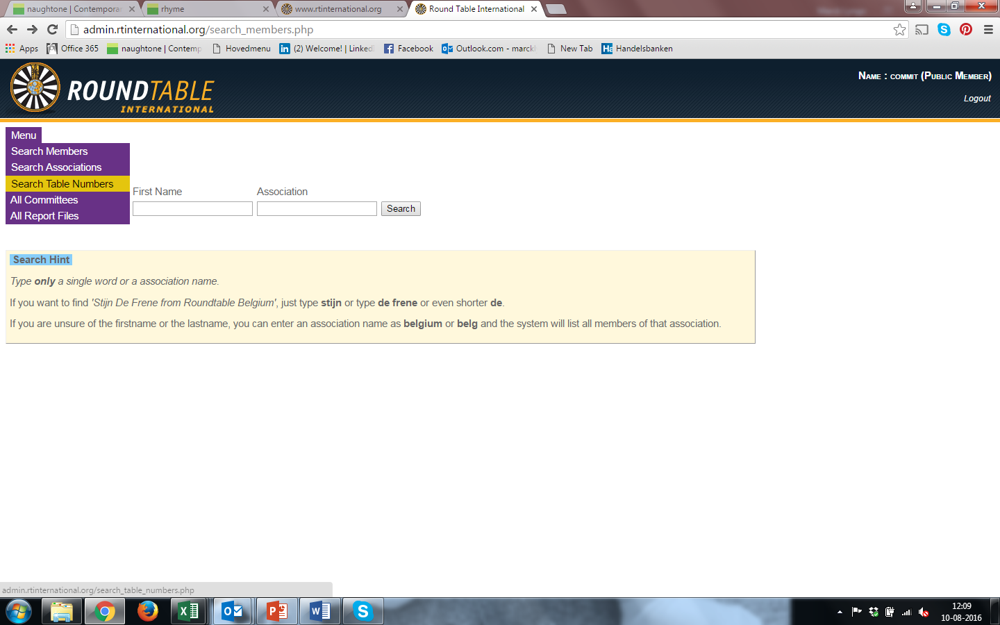 naughtone | Contemporar
rhyme
www.rtinternational.org
Round Table International
admin.rtinternational.org/search_members.php
Apps
Office 365
naughtone | Contemp
Hovedmenu
(2) Welcome! | LinkedI
Facebook
Outlook.com - marckh
New Tab
Handelsbanken
ROUNDTABLE
INTERNATIONAL
Name : commit (Public Member)
Logout
Menu
Search Members
Search Associations
Search Table Numbers
All Committees
All Report Files
First Name
Association
Search
Search Hint
Type only a single word or a association name.
If you want to find 'Stijn De Frene from Roundtable Belgium', just type stijn or type de frene or even shorter de.
If you are unsure of the firstname or the lastname, you can enter an association name as belgium or belg and the system will list all members of that association.
admin.rtinternational.org/search_table_numbers.php
12:09
10-08-2016